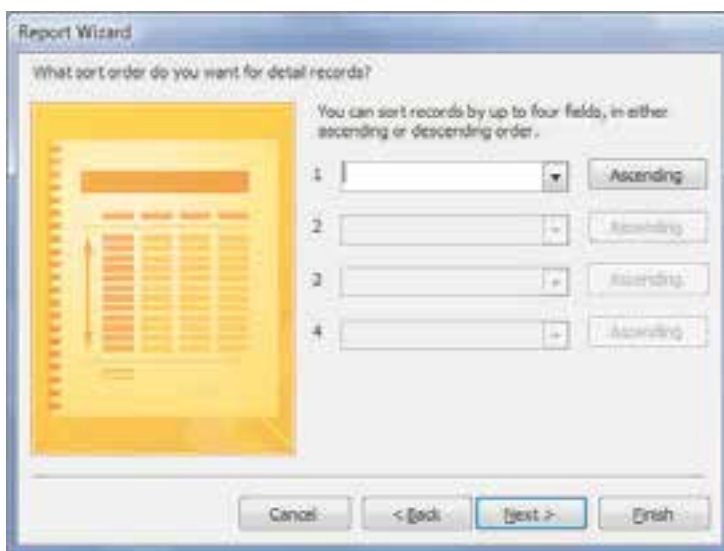 Report Wizard
What sort order do you want for detail records?
You can sort records by up to four fields, in either
ascending or descending order.
1 Ascending
2 Ascending
3 Ascending
4 Ascending
Cancel < Back Next > Finish